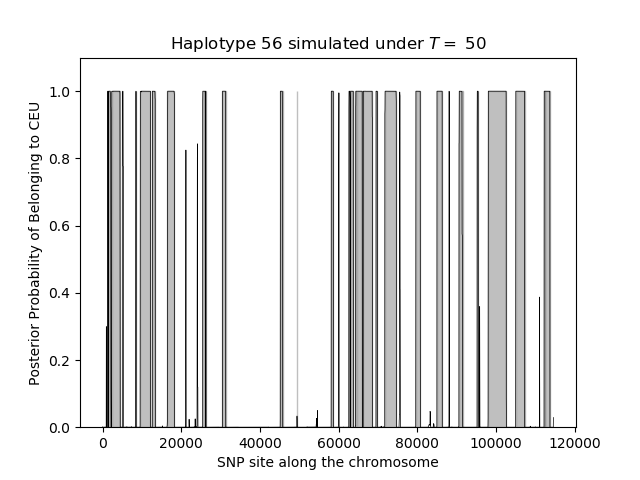 Haplotype 56 simulated under T = 50
Posterior Probability of Belonging to CEU
1.0
0.8
0.6
0.4
0.2
0.0
0 20000 40000 60000 80000 100000 120000
SNP site along the chromosome